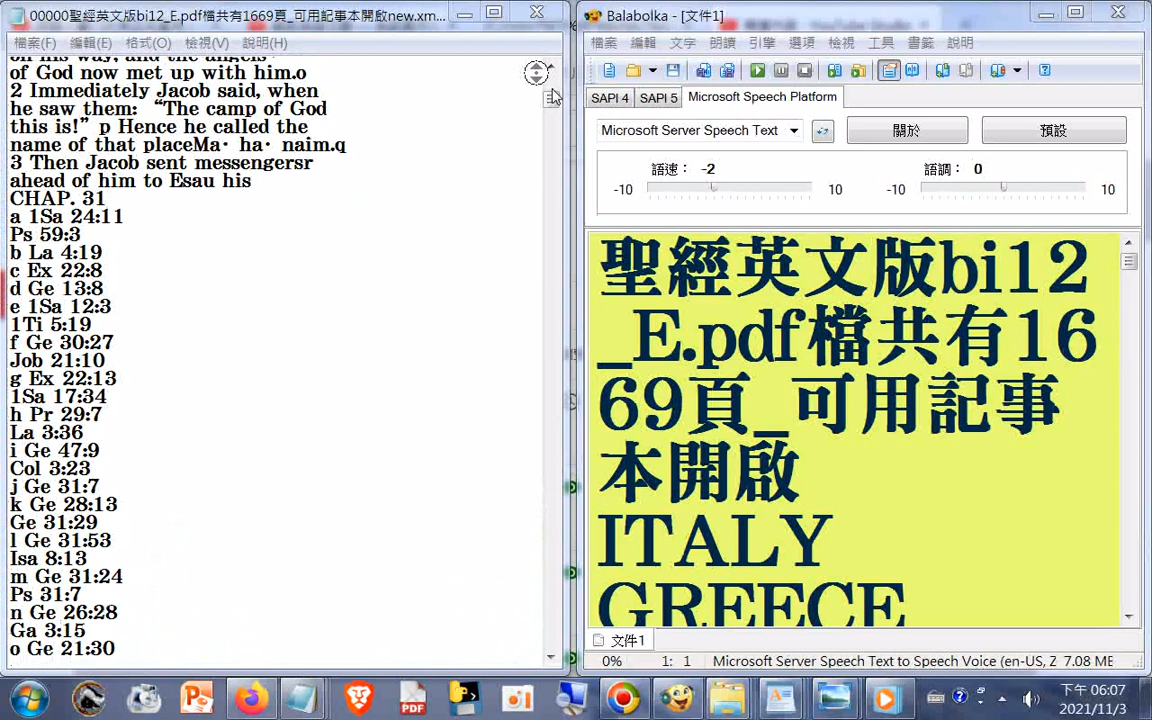 00000聖經英文版bi12_E.pdf檔共有1669頁_可用記事本開啟new.xm...
檔案(F) 編輯(E) 格式(O) 檢視(V) 說明(H)
on his way, and the angels
of God now met up with him.o
2 Immediately Jacob said, when
he saw them: “The camp of God
this is!” p Hence he called the
name of that placeMa· ha· naim.q
3 Then Jacob sent messengersr
ahead of him to Esau his
CHAP. 31
a 1Sa 24:11
Ps 59:3
b La 4:19
c Ex 22:8
d Ge 13:8
e 1Sa 12:3
1Ti 5:19
f Ge 30:27
Job 21:10
g Ex 22:13
1Sa 17:34
h Pr 29:7
La 3:36
i Ge 47:9
Col 3:23
j Ge 31:7
k Ge 28:13
Ge 31:29
l Ge 31:53
Isa 8:13
m Ge 31:24
Ps 31:7
n Ge 26:28
Ga 3:15
o Ge 21:30
Balabolka - [文件1]
檔案 編輯 文字 朗讀 引擎 選項 檢視 工具 書籤 說明
SAPI 4 SAPI 5 Microsoft Speech Platform
Microsoft Server Speech Text 關於 預設
語速： -2 語調： 0
-10 10 -10 10
聖經英文版bi12
_E.pdf檔共有16
69頁_可用記事
本開啟
ITALY
GREECE
文件1
0% 1: 1 Microsoft Server Speech Text to Speech Voice (en-US, Z 7.08 ME
下午 06:07
2021/11/3